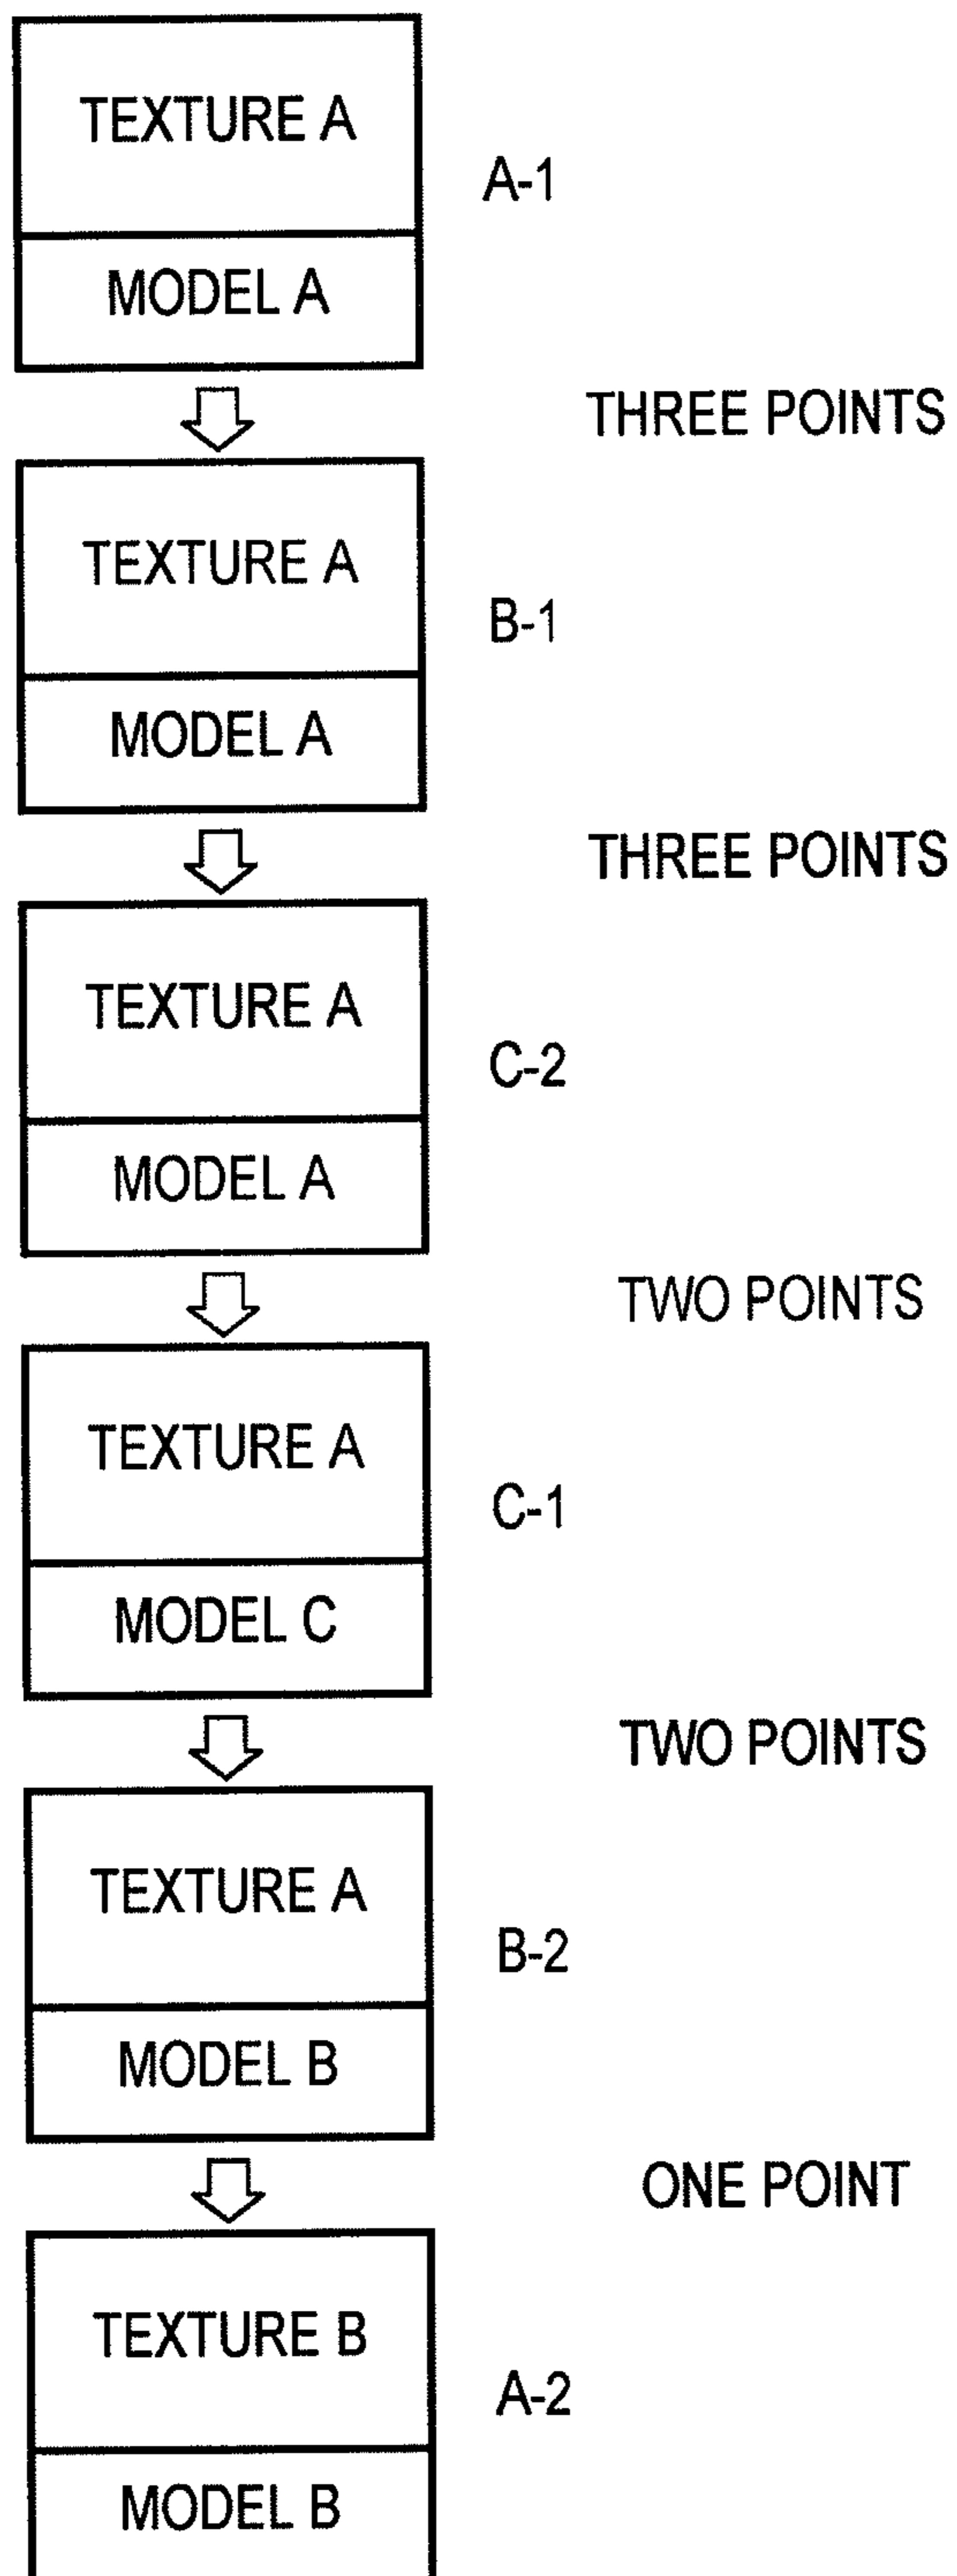 TEXTURE A
A-1
MODEL A
THREE POINTS
TEXTURE A
B-1
MODEL A
THREE POINTS
TEXTURE A
C-2
MODEL A
TWO POINTS
TEXTURE A
C-1
MODEL C
TWO POINTS
TEXTURE A
B-2
MODEL B
ONE POINT
TEXTURE B
A-2
MODEL B